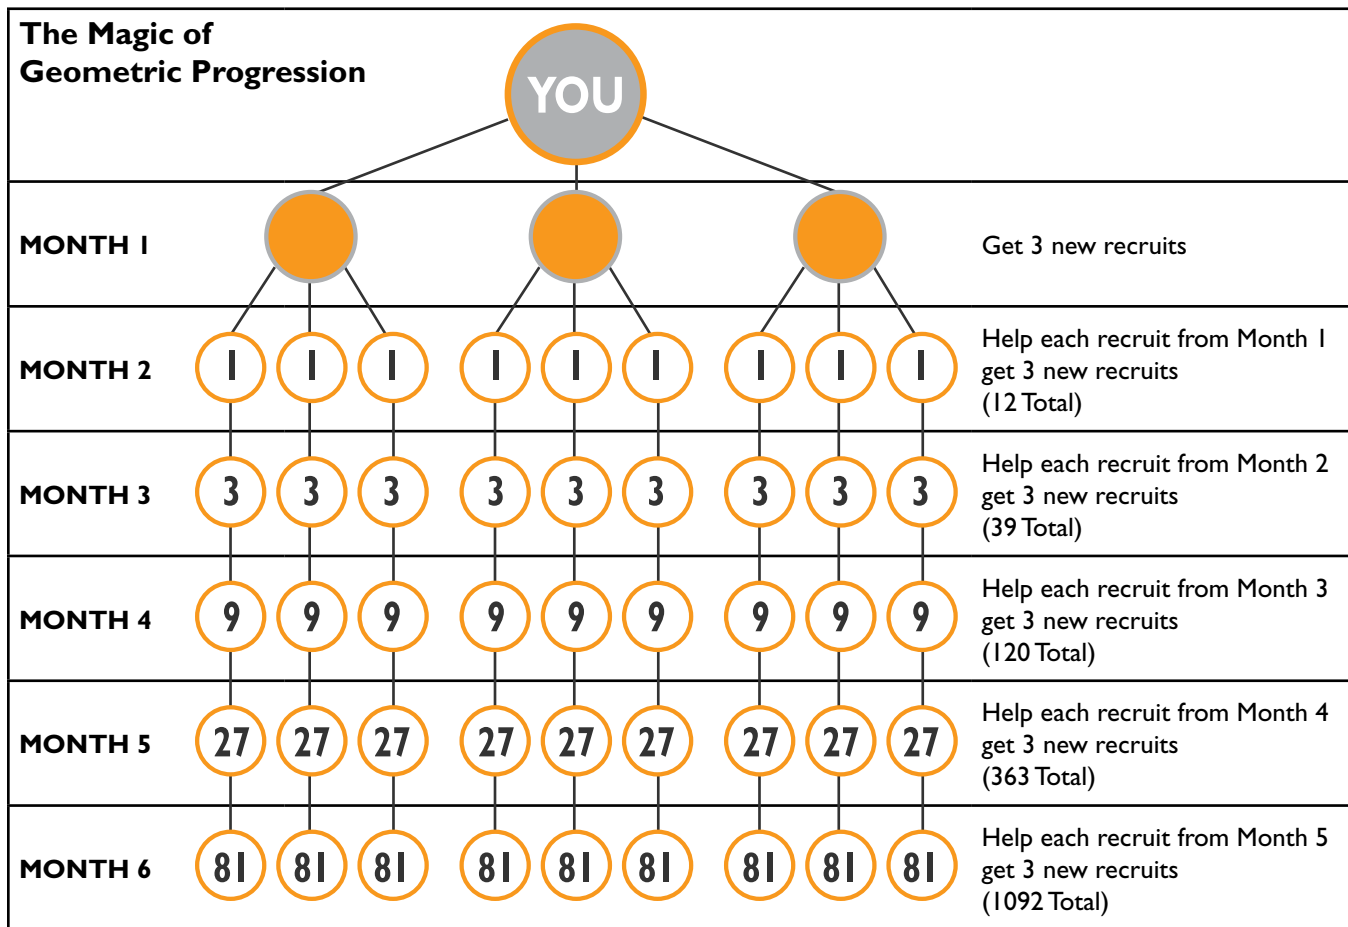 The Magic of
Geometric Progression
YOU
MONTH 1
Get 3 new recruits
MONTH 2
1 1 1 1 1 1 1 1 1
Help each recruit from Month 1
get 3 new recruits
(12 Total)
MONTH 3
3 3 3 3 3 3 3 3 3
Help each recruit from Month 2
get 3 new recruits
(39 Total)
MONTH 4
9 9 9 9 9 9 9 9 9
Help each recruit from Month 3
get 3 new recruits
(120 Total)
MONTH 5
27 27 27 27 27 27 27 27 27
Help each recruit from Month 4
get 3 new recruits
(363 Total)
MONTH 6
81 81 81 81 81 81 81 81 81
Help each recruit from Month 5
get 3 new recruits
(1092 Total)